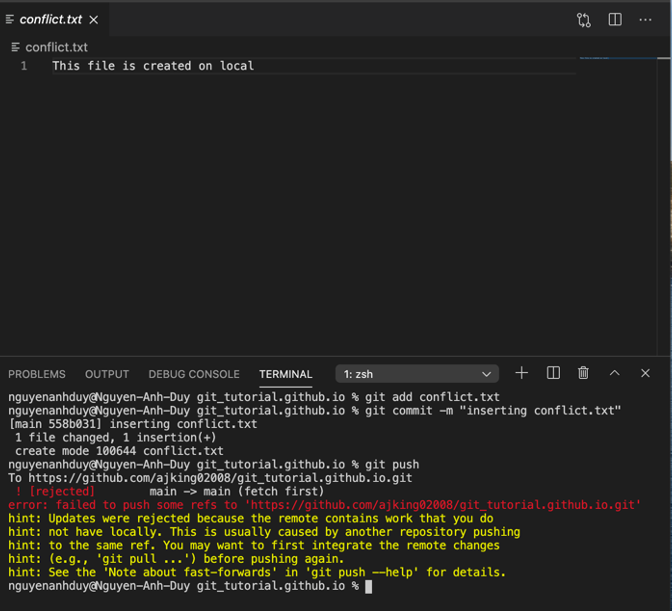 conflict.txt
conflict.txt
1 This file is created on local
PROBLEMS OUTPUT DEBUG CONSOLE TERMINAL 1: zsh
nguyenanhduy@Nguyen-Anh-Duy git_tutorial.github.io % git add conflict.txt
nguyenanhduy@Nguyen-Anh-Duy git_tutorial.github.io % git commit -m "inserting conflict.txt"
[main 558b031] inserting conflict.txt
1 file changed, 1 insertion(+)
create mode 100644 conflict.txt
nguyenanhduy@Nguyen-Anh-Duy git_tutorial.github.io % git push
To https://github.com/ajking02008/git_tutorial.github.io.git
! [rejected] main -> main (fetch first)
error: failed to push some refs to 'https://github.com/ajking02008/git_tutorial.github.io.git'
hint: Updates were rejected because the remote contains work that you do
hint: not have locally. This is usually caused by another repository pushing
hint: to the same ref. You may want to first integrate the remote changes
hint: (e.g., 'git pull ...') before pushing again.
hint: See the 'Note about fast-forwards' in 'git push --help' for details.
nguyenanhduy@Nguyen-Anh-Duy git_tutorial.github.io %